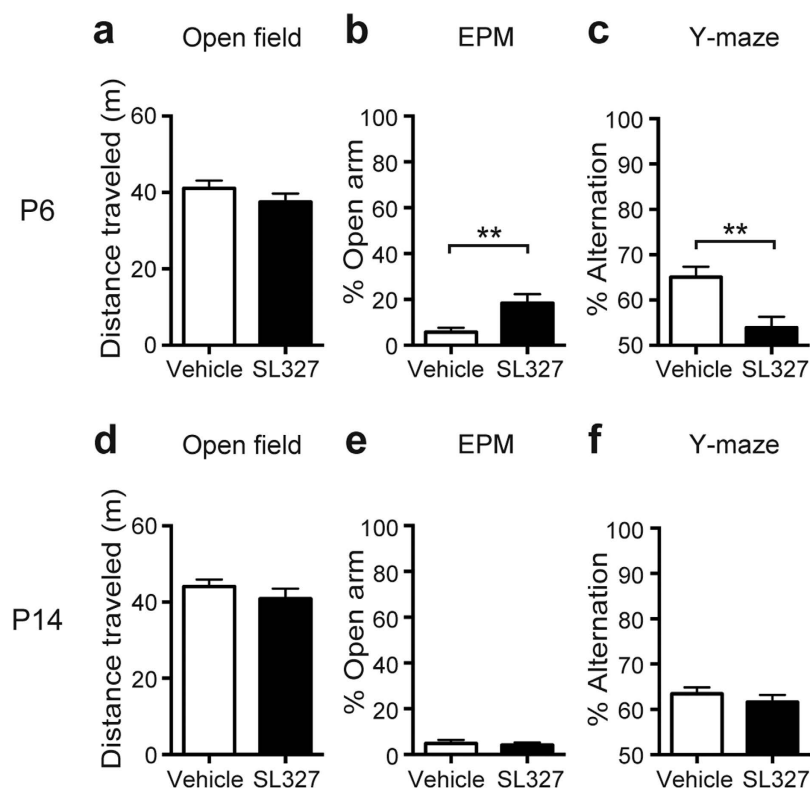 a Open field
b EPM
c Y-maze
P6
Distance traveled (m)
60
40
20
0
Vehicle SL327
% Open arm
100
80
60
40
20
0
**
Vehicle SL327
% Alternation
100
90
80
70
60
50
**
Vehicle SL327
d Open field
e EPM
f Y-maze
P14
Distance traveled (m)
60
40
20
0
Vehicle SL327
% Open arm
100
80
60
40
20
0
Vehicle SL327
% Alternation
100
90
80
70
60
50
Vehicle SL327